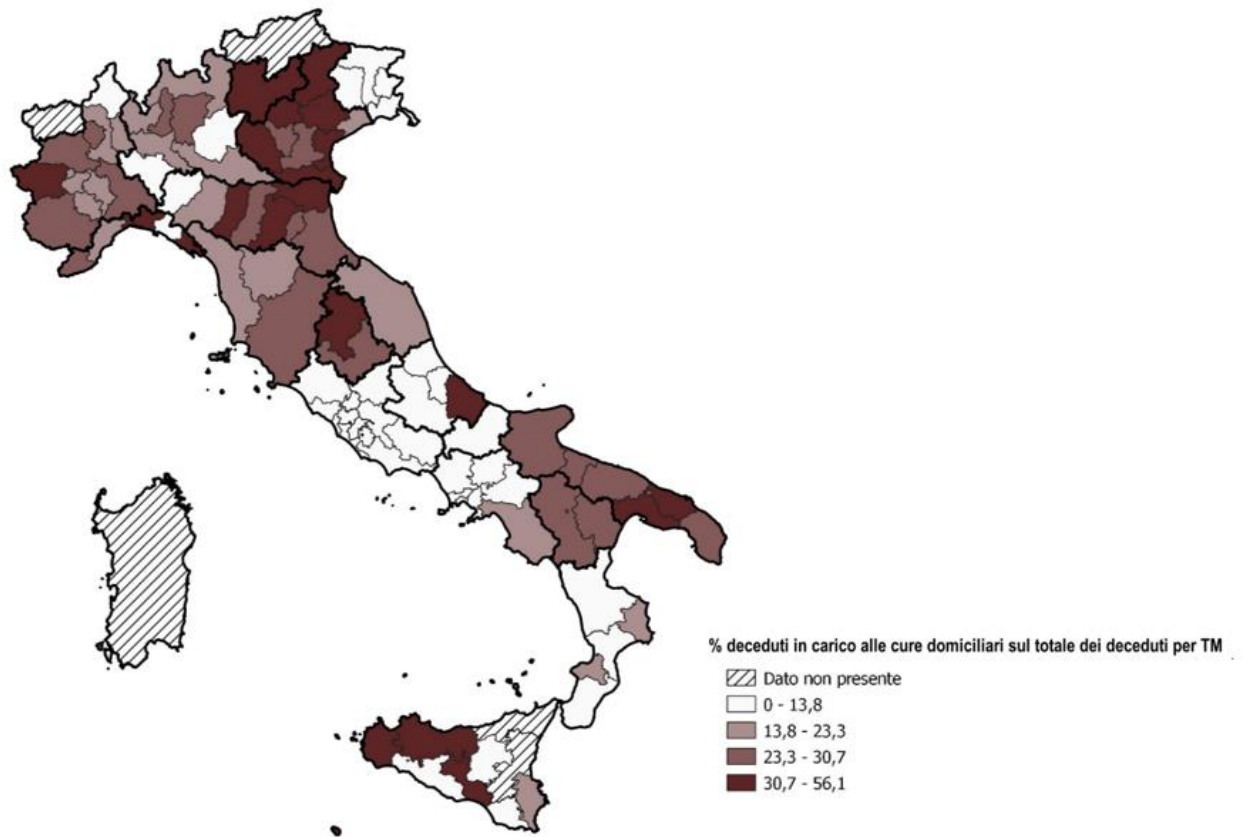 % deceduti in carico alle cure domiciliari sul totale dei deceduti per TM
Dato non presente
0 - 13,8
13,8 - 23,3
23,3 - 30,7
30,7 - 56,1